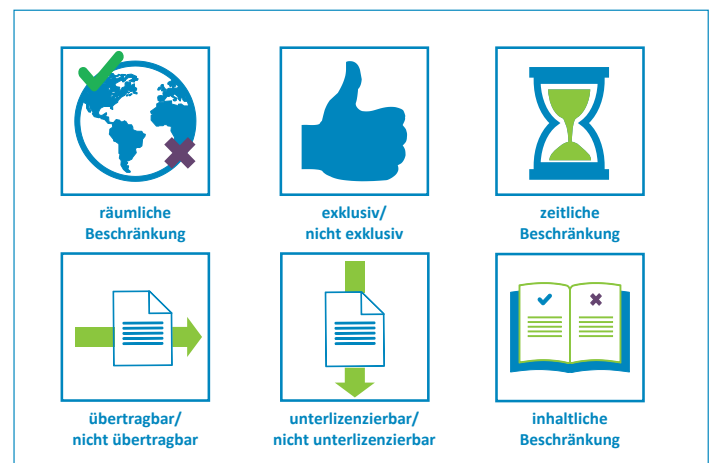 räumliche
Beschränkung
exklusiv/
nicht exklusiv
zeitliche
Beschränkung
übertragbar/
nicht übertragbar
unterlizenzierbar/
nicht unterlizenzierbar
inhaltliche
Beschränkung